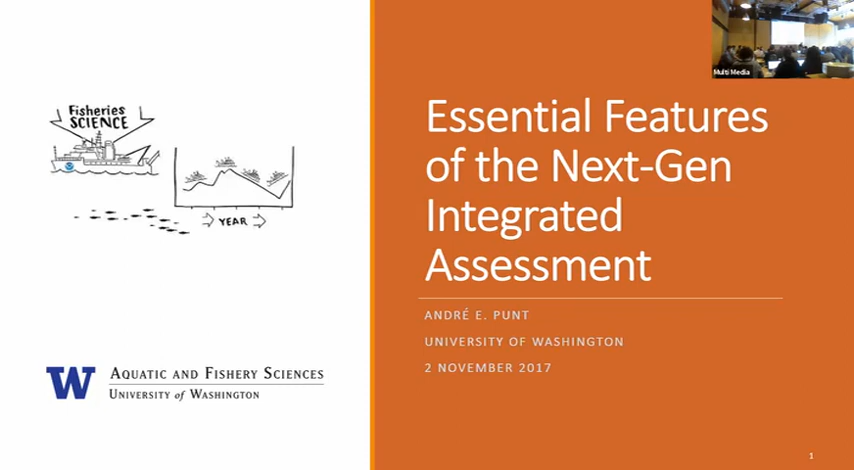 Fisheries
SCIENCE
YEAR
W
AQUATIC AND FISHERY SCIENCES
UNIVERSITY of WASHINGTON
Multi Media
Essential Features
of the Next-Gen
Integrated
Assessment
ANDRÉ E. PUNT
UNIVERSITY OF WASHINGTON
2 NOVEMBER 2017
1